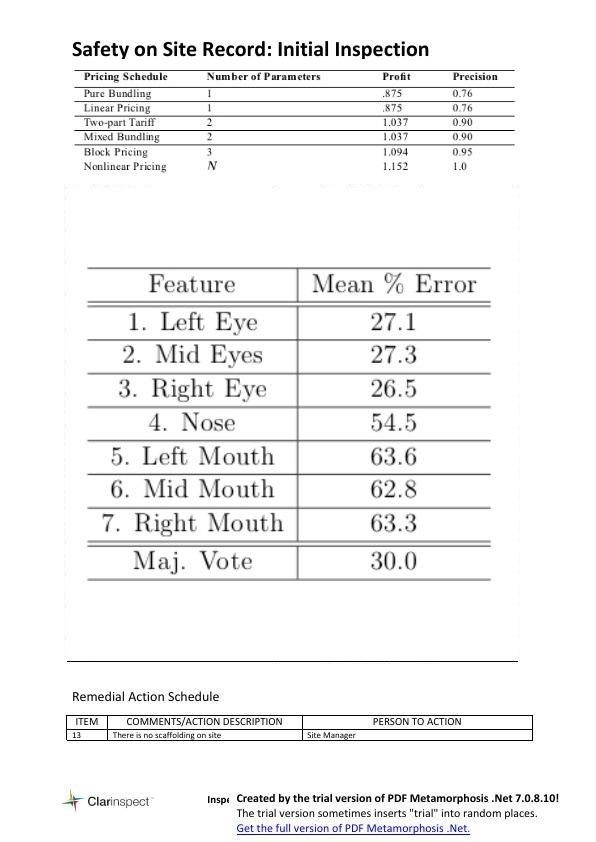 Safety on Site Record: Initial Inspection
Pricing Schedule Number of Parameters Profit Precision
Pure Bundling 1 .875 0.76
Linear Pricing 1 .875 0.76
Two-part Tariff 2 1.037 0.90
Mixed Bundling 2 1.037 0.90
Block Pricing 3 1.094 0.95
Nonlinear Pricing N 1.152 1.0
Feature Mean % Error
1. Left Eye 27.1
2. Mid Eyes 27.3
3. Right Eye 26.5
4. Nose 54.5
5. Left Mouth 63.6
6. Mid Mouth 62.8
7. Right Mouth 63.3
Maj. Vote 30.0
Remedial Action Schedule
ITEM COMMENTS/ACTION DESCRIPTION PERSON TO ACTION
13 There is no scaffolding on site Site Manager
Clarinspect™ Inspe Created by the trial version of PDF Metamorphosis .Net 7.0.8.10!
The trial version sometimes inserts "trial" into random places.
Get the full version of PDF Metamorphosis .Net.